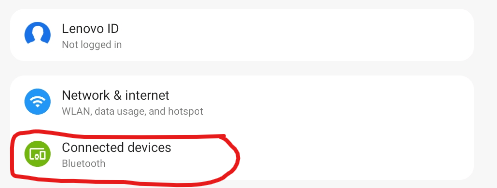 Lenovo ID
Not logged in
Network & internet
WLAN, data usage, and hotspot
Connected devices
Bluetooth